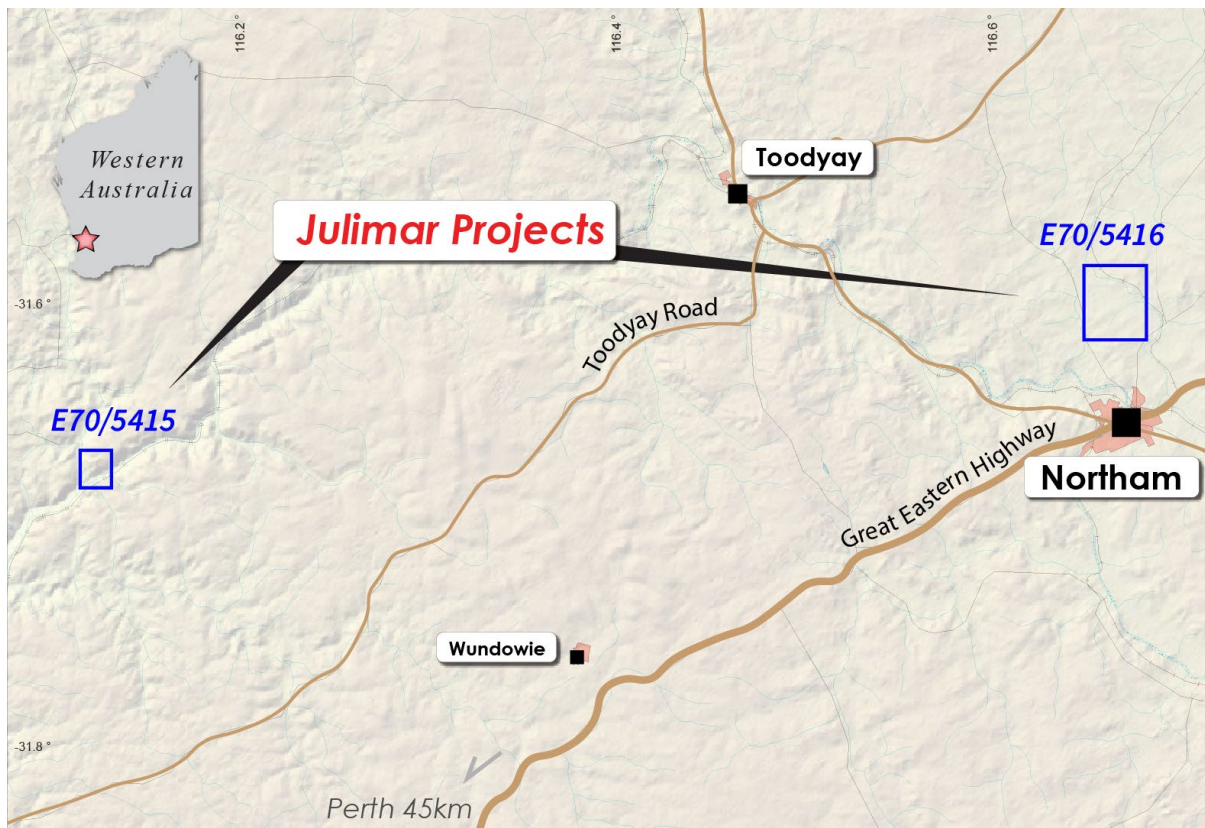 116.2
116.4
116.6
Western
Australia
Toodyay
Julimar Projects
E70/5416
-31.6 °
Toodyay Road
E70/5415
Great Eastern Highway
Northam
Wundowie
-31.8 °
Perth 45km